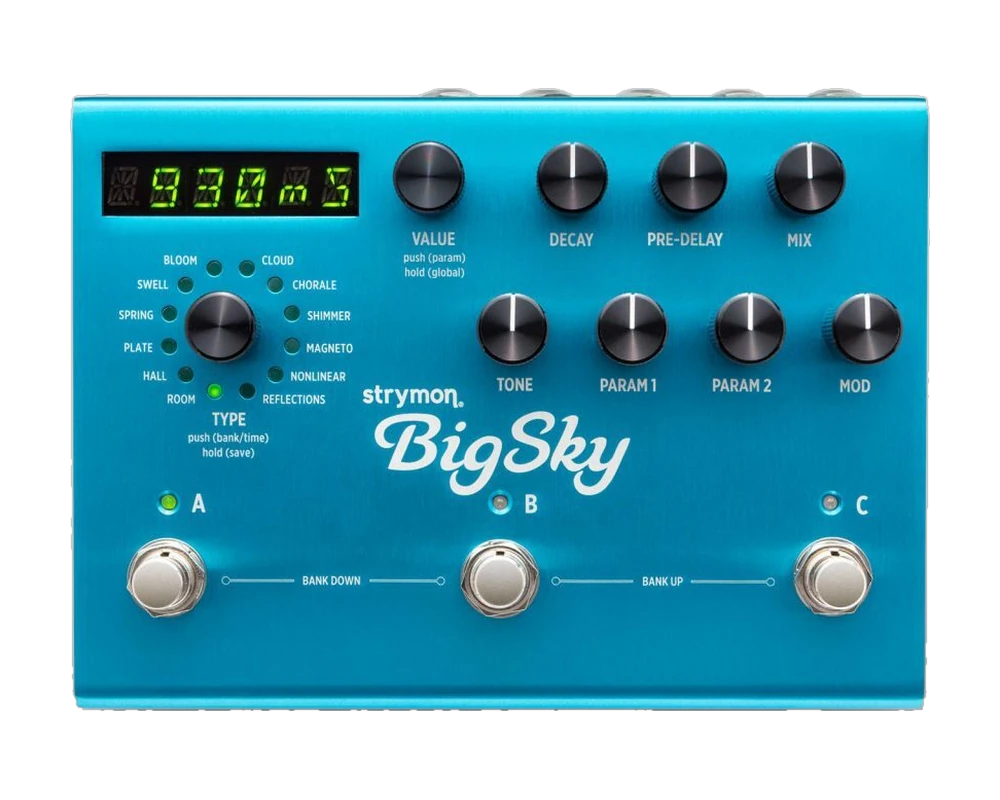 930mS
VALUE
push (param)
hold (global)
DECAY
PRE-DELAY
MIX
BLOOM
CLOUD
SWELL
CHORALE
SPRING
SHIMMER
PLATE
MAGNETO
HALL
NONLINEAR
ROOM
REFLECTIONS
TYPE
push (bank/time)
hold (save)
TONE
PARAM 1
PARAM 2
MOD
strymon.
BigSky
A
B
C
BANK DOWN
BANK UP